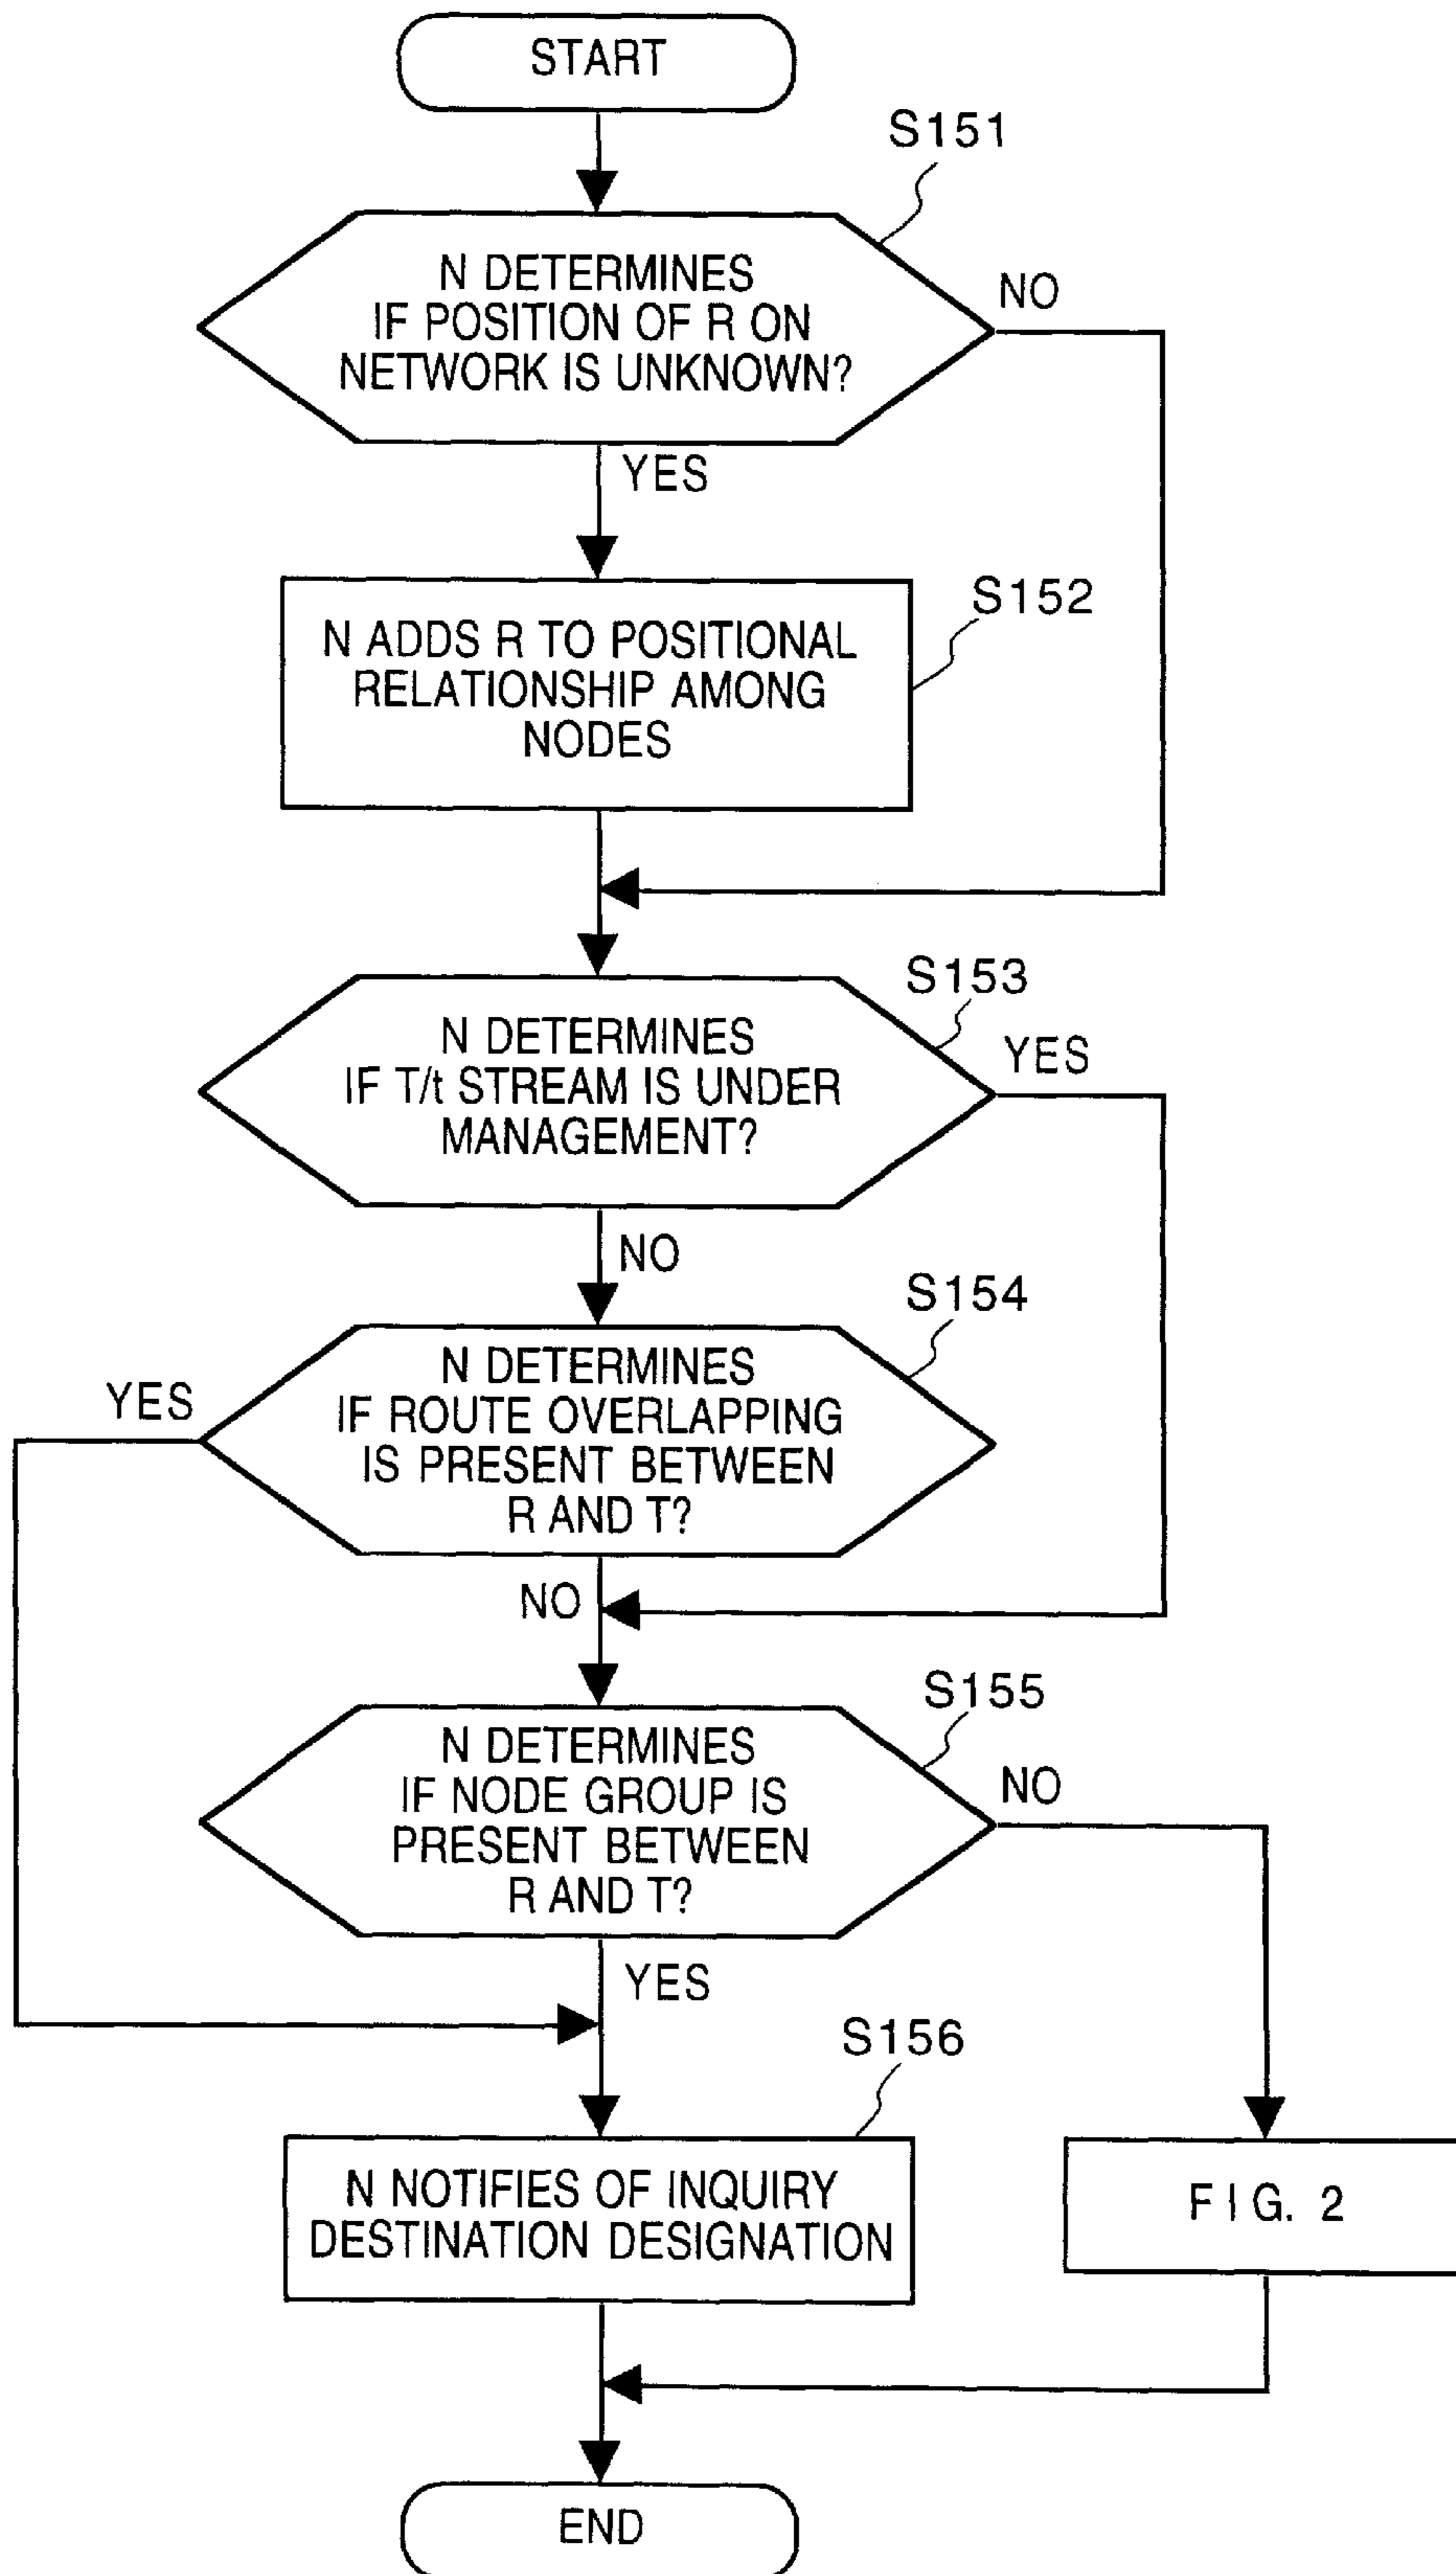 START
S151
N DETERMINES
IF POSITION OF R ON
NETWORK IS UNKNOWN?
NO
YES
S152
N ADDS R TO POSITIONAL
RELATIONSHIP AMONG
NODES
S153
N DETERMINES
IF T/t STREAM IS UNDER
MANAGEMENT?
YES
NO
S154
N DETERMINES
IF ROUTE OVERLAPPING
IS PRESENT BETWEEN
R AND T?
YES
NO
S155
N DETERMINES
IF NODE GROUP IS
PRESENT BETWEEN
R AND T?
NO
YES
S156
N NOTIFIES OF INQUIRY
DESTINATION DESIGNATION
FIG. 2
END